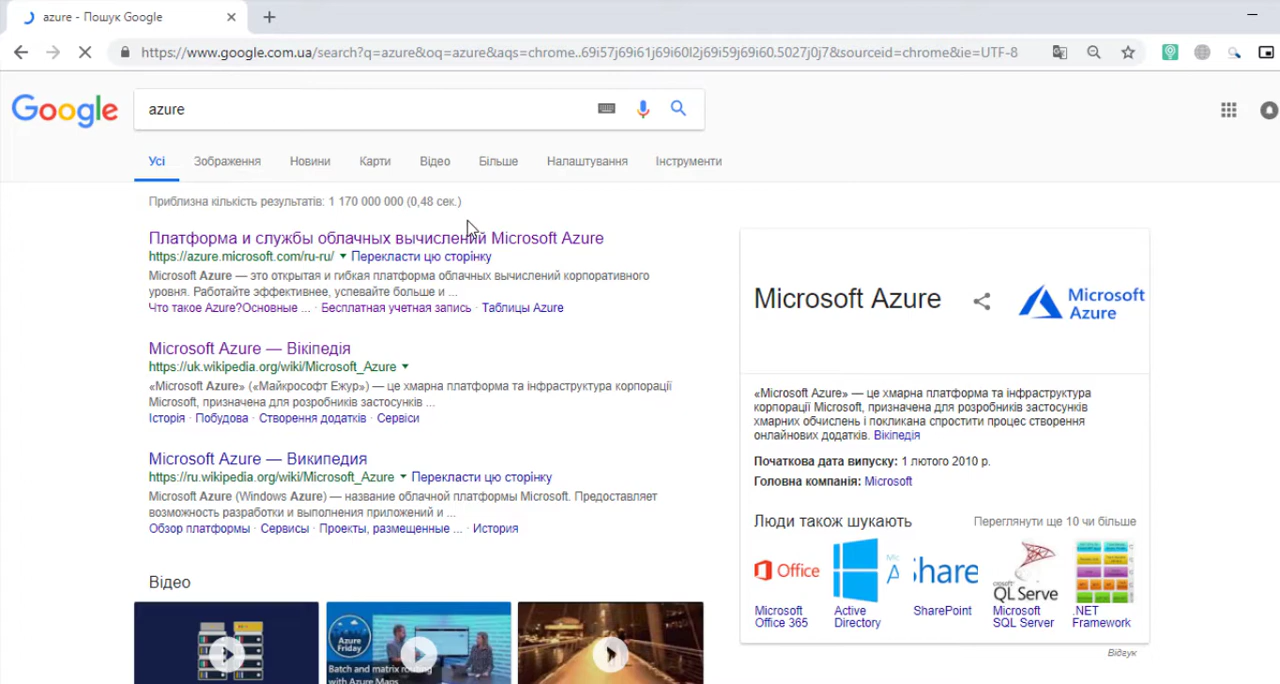 azure - Пошук Google
https://www.google.com.ua/search?q=azure&oq=azure&aqs=chrome..69i57j69i61j69i60l2j69i59j69i60.5027j0j7&sourceid=chrome&ie=UTF-8
Google
azure
Усі Зображення Новини Карти Відео Більше Налаштування Інструменти
Приблизна кількість результатів: 1 170 000 000 (0,48 сек.)
Платформа и службы облачных вычислений Microsoft Azure
https://azure.microsoft.com/ru-ru/ Перекласти цю сторінку
Microsoft Azure — это открытая и гибкая платформа облачных вычислений корпоративного
уровня. Работайте эффективнее, успевайте больше и ...
Что такое Azure?Основные ... · Бесплатная учетная запись · Таблицы Azure
Microsoft Azure — Вікіпедія
https://uk.wikipedia.org/wiki/Microsoft_Azure
«Microsoft Azure» («Майкрософт Ежур») — це хмарна платформа та інфраструктура корпорації
Microsoft, призначена для розробників застосунків ...
Історія · Побудова · Створення додатків · Сервіси
Microsoft Azure — Википедия
https://ru.wikipedia.org/wiki/Microsoft_Azure Перекласти цю сторінку
Microsoft Azure (Windows Azure) — название облачной платформы Microsoft. Предоставляет
возможность разработки и выполнения приложений и ...
Обзор платформы · Сервисы · Проекты, размещенные ... · История
Відео
Azure
Friday
Batch and matrix routing
with Azure Maps
Microsoft Azure
Microsoft
Azure
«Microsoft Azure» — це хмарна платформа та інфраструктура
корпорації Microsoft, призначена для розробників застосунків
хмарних обчислень і покликана спростити процес створення
онлайнових додатків. Вікіпедія
Початкова дата випуску: 1 лютого 2010 р.
Головна компанія: Microsoft
Люди також шукають Переглянути ще 10 чи більше
Office
Mic
A
Share
osoft
QL Serve
Microsoft
Office 365
Active
Directory
SharePoint
Microsoft
SQL Server
.NET
Framework
Відгук